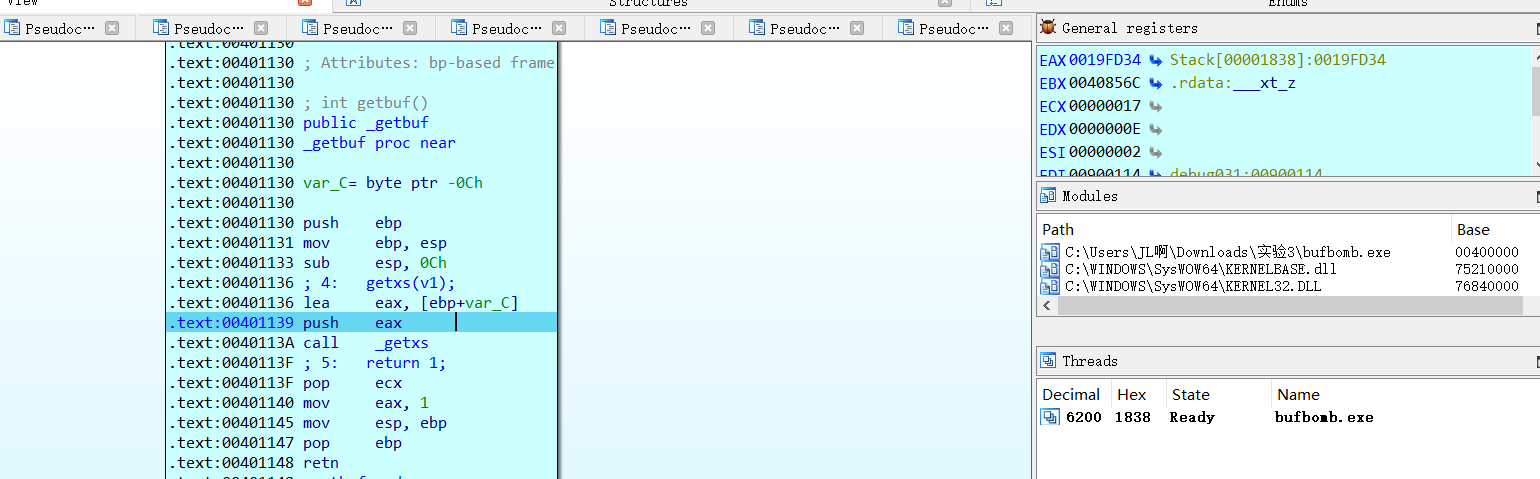 View Structures Enums
Pseudoc… Pseudoc… Pseudoc… Pseudoc… Pseudoc… Pseudoc… Pseudoc…
.text:00401130
.text:00401130 ; Attributes: bp-based frame
.text:00401130
.text:00401130 ; int getbuf()
.text:00401130 public _getbuf
.text:00401130 _getbuf proc near
.text:00401130
.text:00401130 var_C= byte ptr -0Ch
.text:00401130
.text:00401130 push ebp
.text:00401131 mov ebp, esp
.text:00401133 sub esp, 0Ch
.text:00401136 ; 4: getxs(v1);
.text:00401136 lea eax, [ebp+var_C]
.text:00401139 push eax
.text:0040113A call _getxs
.text:0040113F ; 5: return 1;
.text:0040113F pop ecx
.text:00401140 mov eax, 1
.text:00401145 mov esp, ebp
.text:00401147 pop ebp
.text:00401148 retn
General registers
EAX 0019FD34 Stack[00001838]:0019FD34
EBX 0040856C .rdata:___xt_z
ECX 00000017
EDX 0000000E
ESI 00000002
EDI 00900114 debug031:00900114
Modules
Path Base
C:\Users\JL啊\Downloads\实验3\bufbomb.exe 00400000
C:\WINDOWS\SysWOW64\KERNELBASE.dll 75210000
C:\WINDOWS\SysWOW64\KERNEL32.DLL 76840000
Threads
Decimal Hex State Name
6200 1838 Ready bufbomb.exe